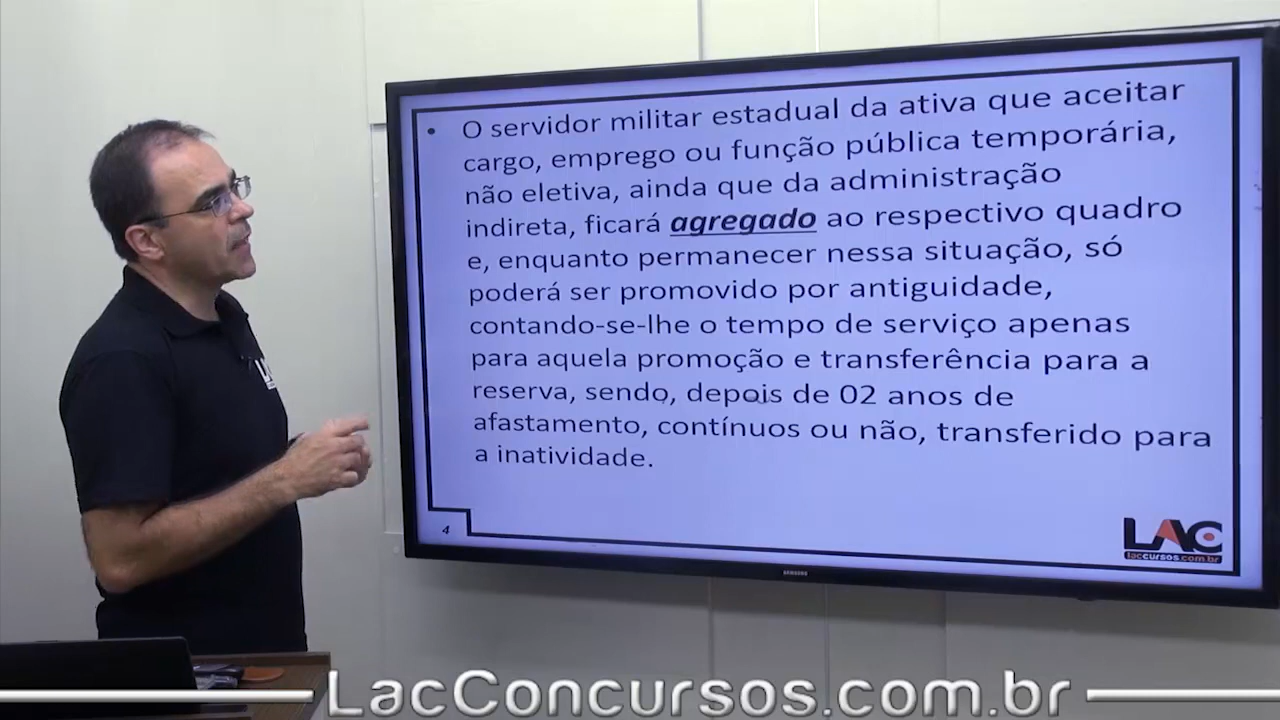 • O servidor militar estadual da ativa que aceitar
cargo, emprego ou função pública temporária,
não eletiva, ainda que da administração
indireta, ficará agregado ao respectivo quadro
e, enquanto permanecer nessa situação, só
poderá ser promovido por antiguidade,
contando-se-lhe o tempo de serviço apenas
para aquela promoção e transferência para a
reserva, sendo, depois de 02 anos de
afastamento, contínuos ou não, transferido para
a inatividade.
4
LAC
laccursos.com.br
SAMSUNG
LacConcursos.com.br